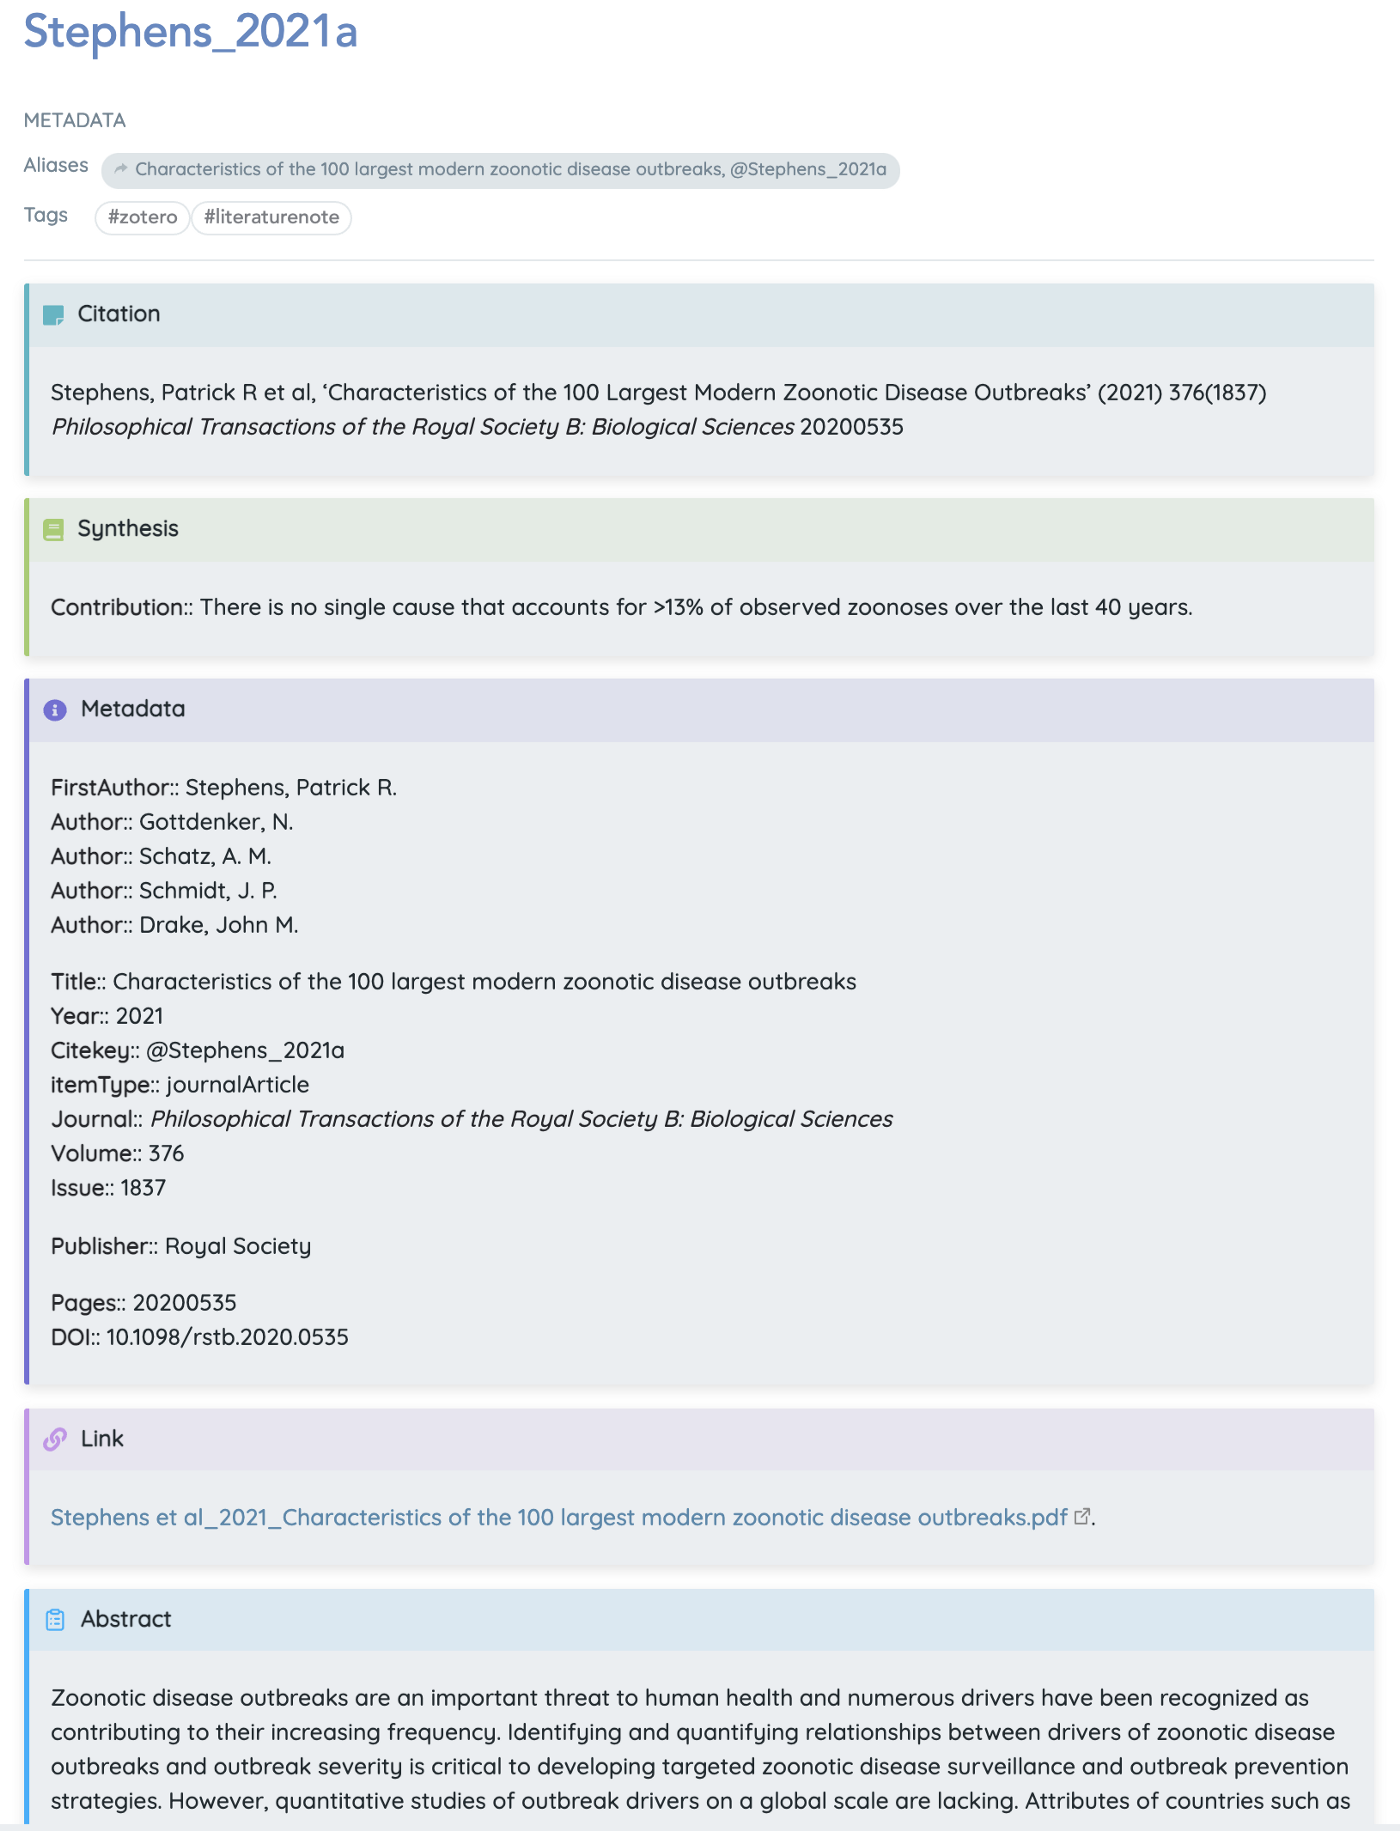 Stephens_2021a
METADATA
Aliases Characteristics of the 100 largest modern zoonotic disease outbreaks, @Stephens_2021a
Tags #zotero #literaturenote
Citation
Stephens, Patrick R et al, ‘Characteristics of the 100 Largest Modern Zoonotic Disease Outbreaks’ (2021) 376(1837)
Philosophical Transactions of the Royal Society B: Biological Sciences 20200535
Synthesis
Contribution:: There is no single cause that accounts for >13% of observed zoonoses over the last 40 years.
Metadata
FirstAuthor:: Stephens, Patrick R.
Author:: Gottdenker, N.
Author:: Schatz, A. M.
Author:: Schmidt, J. P.
Author:: Drake, John M.
Title:: Characteristics of the 100 largest modern zoonotic disease outbreaks
Year:: 2021
Citekey:: @Stephens_2021a
itemType:: journalArticle
Journal:: Philosophical Transactions of the Royal Society B: Biological Sciences
Volume:: 376
Issue:: 1837
Publisher:: Royal Society
Pages:: 20200535
DOI:: 10.1098/rstb.2020.0535
Link
Stephens et al_2021_Characteristics of the 100 largest modern zoonotic disease outbreaks.pdf.
Abstract
Zoonotic disease outbreaks are an important threat to human health and numerous drivers have been recognized as
contributing to their increasing frequency. Identifying and quantifying relationships between drivers of zoonotic disease
outbreaks and outbreak severity is critical to developing targeted zoonotic disease surveillance and outbreak prevention
strategies. However, quantitative studies of outbreak drivers on a global scale are lacking. Attributes of countries such as